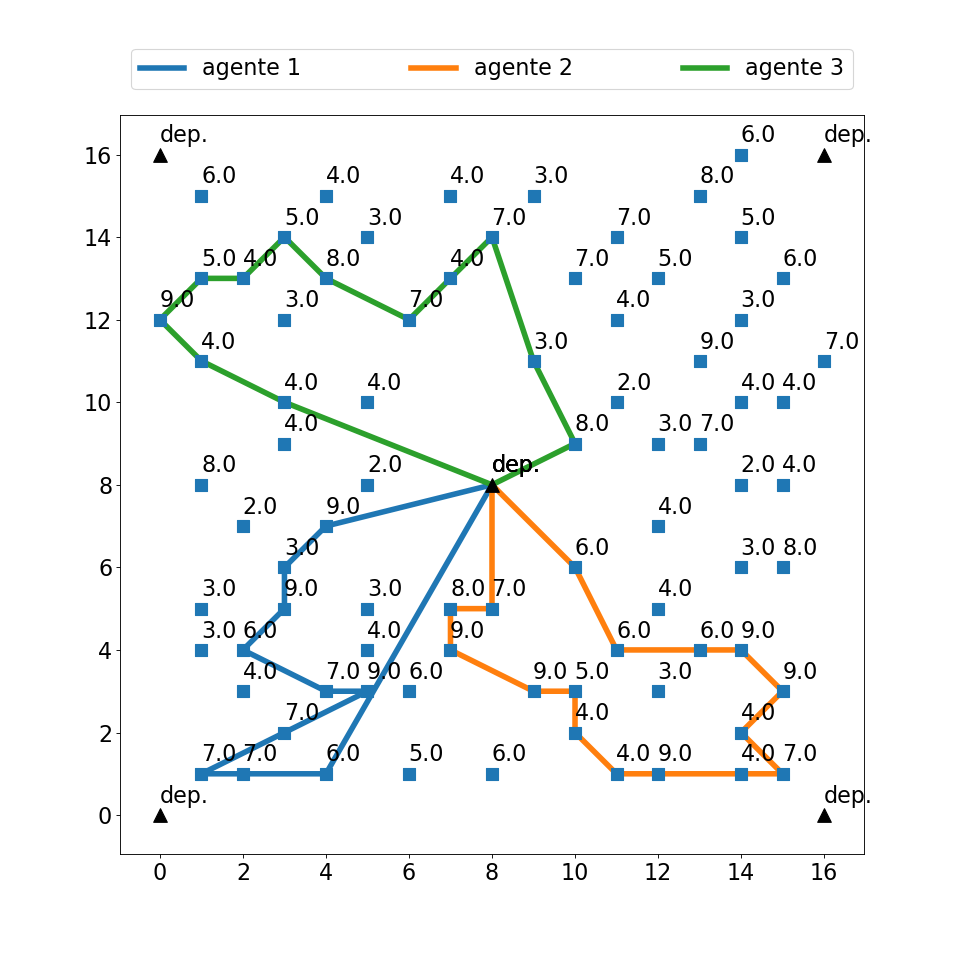 agente 1 agente 2 agente 3
dep. 6.0 dep.
16
6.0 4.0 4.0 3.0 8.0
5.0 3.0 7.0 7.0 5.0
14
5.0 4.0 8.0 4.0 7.0 5.0 6.0
9.0 3.0 7.0 4.0 3.0
12
4.0 3.0 9.0 7.0
4.0 4.0 2.0 4.0 4.0
10
4.0 8.0 3.0 7.0
8.0 2.0 dep. 2.0 4.0
8
2.0 9.0 4.0
3.0 6.0 3.0 8.0
6
3.0 9.0 3.0 8.0 7.0 4.0
3.0 6.0 4.0 9.0 6.0 6.0 9.0
4
4.0 7.0 9.0 6.0 9.0 5.0 3.0 9.0
7.0 4.0 4.0
2
7.0 7.0 6.0 5.0 6.0 4.0 9.0 4.0 7.0
dep. dep.
0
0 2 4 6 8 10 12 14 16